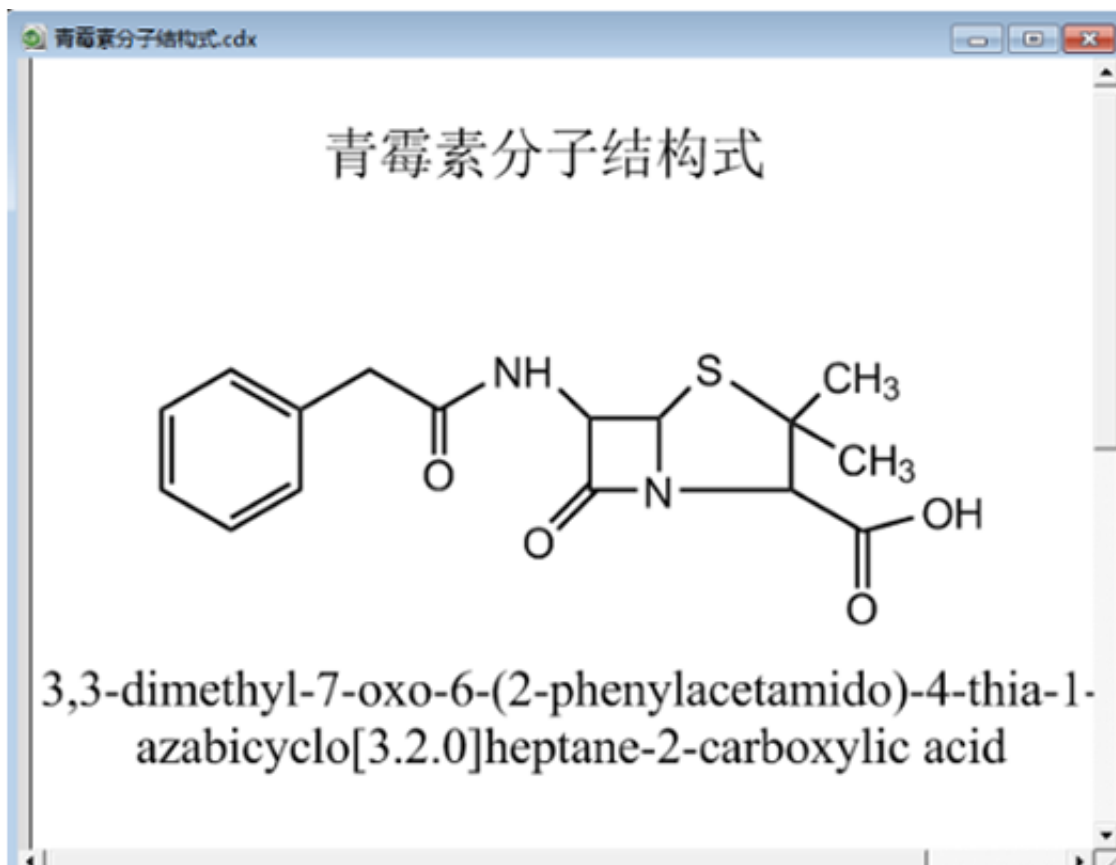 青霉素分子结构式.cdx
青霉素分子结构式
NH
S
CH3
CH3
O
N
O
OH
O
3,3-dimethyl-7-oxo-6-(2-phenylacetamido)-4-thia-1-
azabicyclo[3.2.0]heptane-2-carboxylic acid